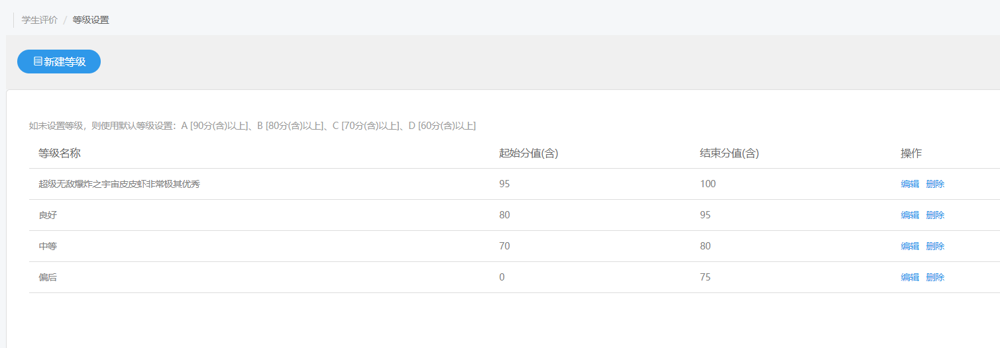 学生评价 / 等级设置
新建等级
如未设置等级，则使用默认等级设置：A [90分(含)以上]、B [80分(含)以上]、C [70分(含)以上]、D [60分(含)以上]
等级名称 起始分值(含) 结束分值(含) 操作
超级无敌爆炸之宇宙皮皮虾非常极其优秀 95 100 编辑 删除
良好 80 95 编辑 删除
中等 70 80 编辑 删除
偏后 0 75 编辑 删除